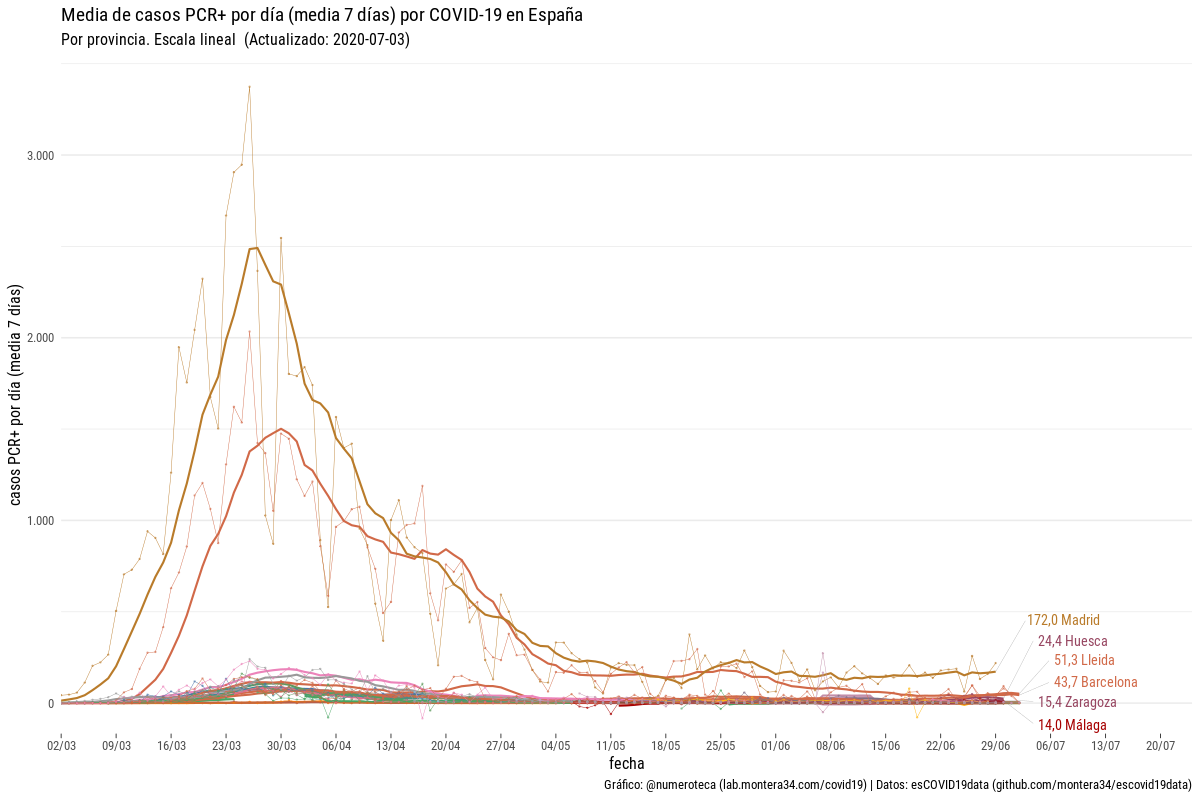 Media de casos PCR+ por día (media 7 días) por COVID-19 en España
Por provincia. Escala lineal (Actualizado: 2020-07-03)
casos PCR+ por día (media 7 días)
3.000
2.000
1.000
0
172,0 Madrid
24,4 Huesca
51,3 Lleida
43,7 Barcelona
15,4 Zaragoza
14,0 Málaga
02/03 09/03 16/03 23/03 30/03 06/04 13/04 20/04 27/04 04/05 11/05 18/05 25/05 01/06 08/06 15/06 22/06 29/06 06/07 13/07 20/07
fecha
Gráfico: @numeroteca (lab.montera34.com/covid19) | Datos: esCOVID19data (github.com/montera34/escovid19data)